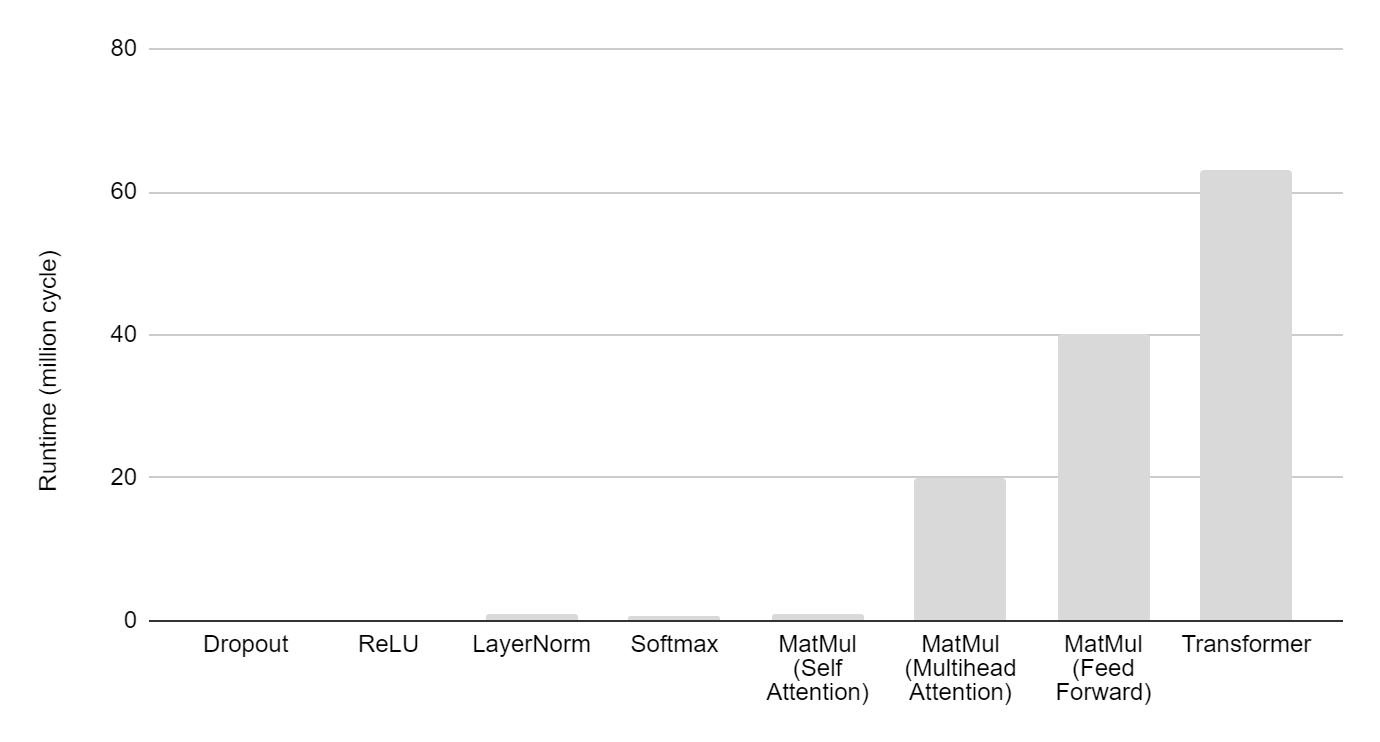 80
60
40
20
0
Runtime (million cycle)
Dropout
ReLU
LayerNorm
Softmax
MatMul
(Self
Attention)
MatMul
(Multihead
Attention)
MatMul
(Feed
Forward)
Transformer